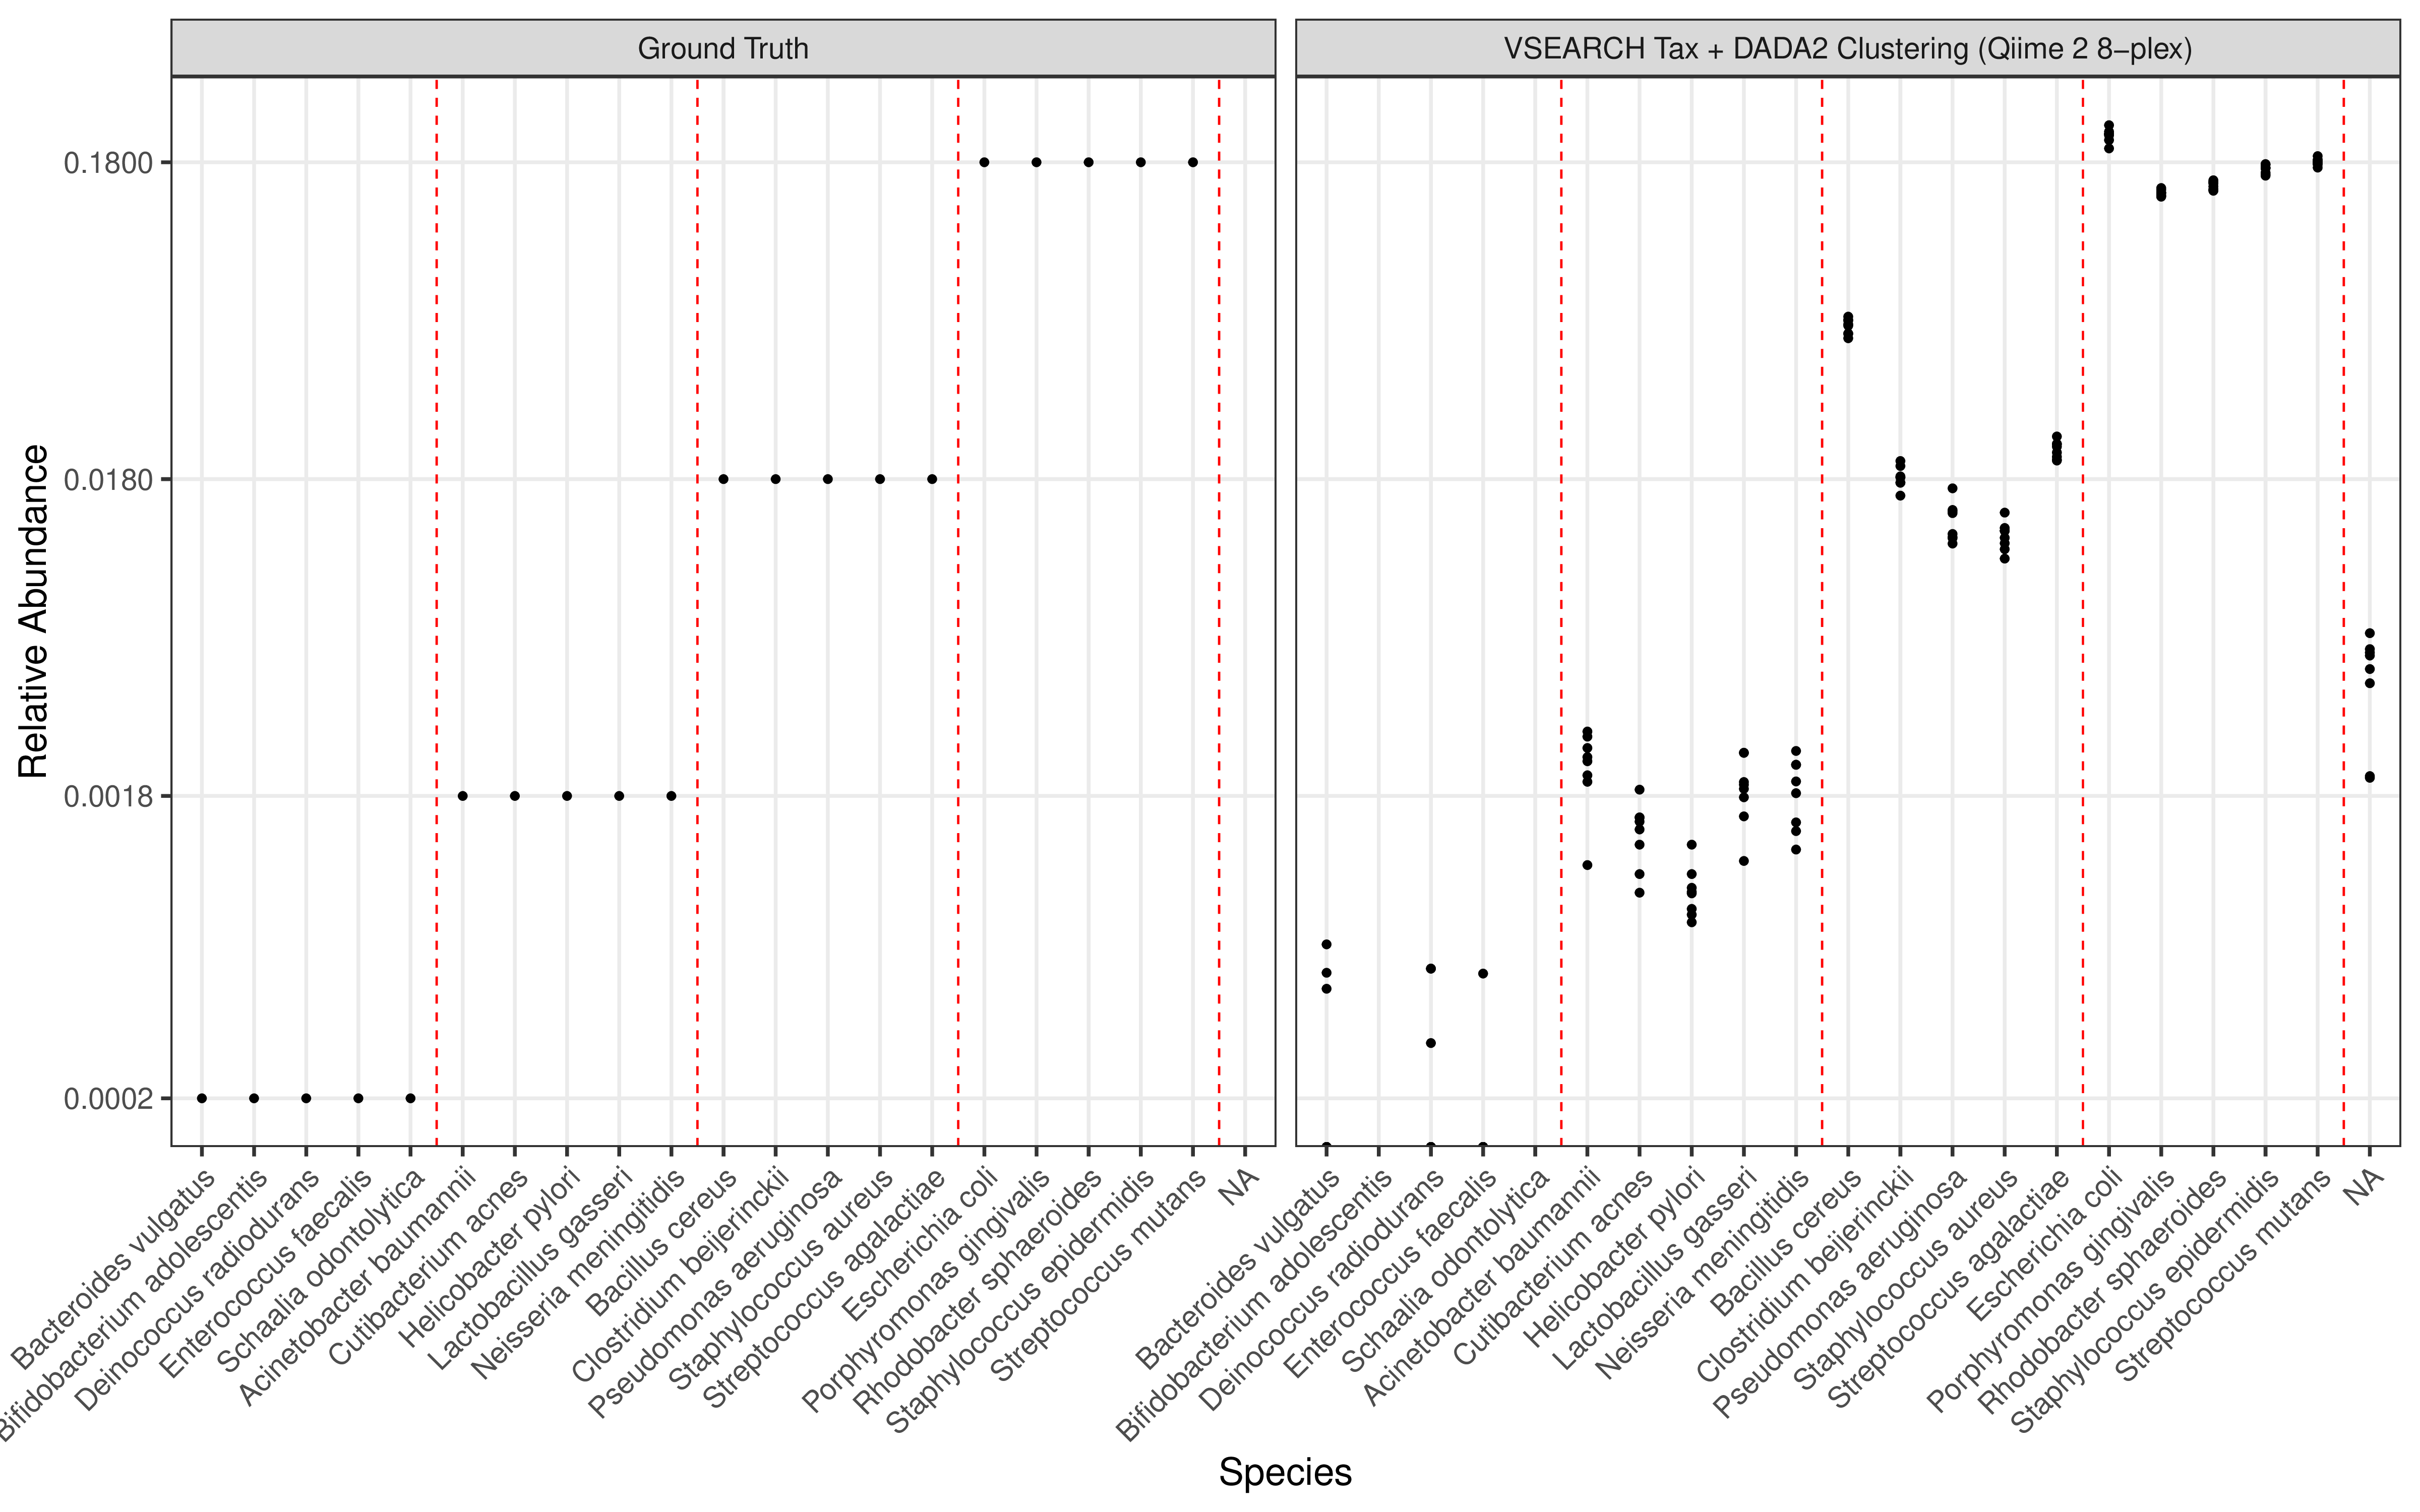 Ground Truth
VSEARCH Tax + DADA2 Clustering (Qiime 2 8−plex)
Relative Abundance
0.1800
0.0180
0.0018
0.0002
Bacteroides vulgatus
Bifidobacterium adolescentis
Deinococcus radiodurans
Enterococcus faecalis
Schaalia odontolytica
Acinetobacter baumannii
Cutibacterium acnes
Helicobacter pylori
Lactobacillus gasseri
Neisseria meningitidis
Bacillus cereus
Clostridium beijerinckii
Pseudomonas aeruginosa
Staphylococcus aureus
Streptococcus agalactiae
Escherichia coli
Porphyromonas gingivalis
Rhodobacter sphaeroides
Staphylococcus epidermidis
Streptococcus mutans
NA
Bacteroides vulgatus
Bifidobacterium adolescentis
Deinococcus radiodurans
Enterococcus faecalis
Schaalia odontolytica
Acinetobacter baumannii
Cutibacterium acnes
Helicobacter pylori
Lactobacillus gasseri
Neisseria meningitidis
Bacillus cereus
Clostridium beijerinckii
Pseudomonas aeruginosa
Staphylococcus aureus
Streptococcus agalactiae
Escherichia coli
Porphyromonas gingivalis
Rhodobacter sphaeroides
Staphylococcus epidermidis
Streptococcus mutans
NA
Species